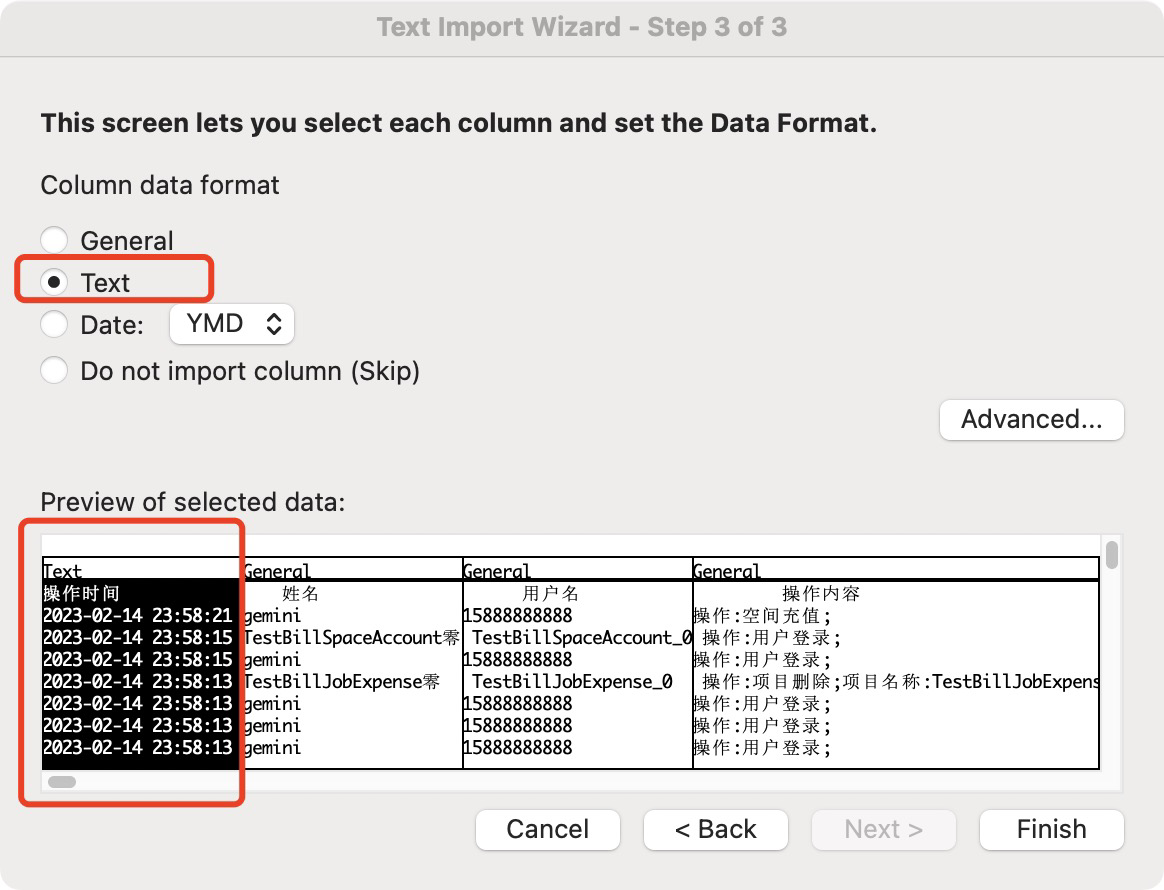 Text Import Wizard - Step 3 of 3
This screen lets you select each column and set the Data Format.
Column data format
General
Text
Date: YMD
Do not import column (Skip)
Advanced...
Preview of selected data:
Text General General General
操作时间 姓名 用户名 操作内容
2023-02-14 23:58:21 gemini 15888888888 操作:空间充值;
2023-02-14 23:58:15 TestBillSpaceAccount零 TestBillSpaceAccount_0 操作:用户登录;
2023-02-14 23:58:15 gemini 15888888888 操作:用户登录;
2023-02-14 23:58:13 TestBillJobExpense零 TestBillJobExpense_0 操作:项目删除;项目名称:TestBillJobExpens
2023-02-14 23:58:13 gemini 15888888888 操作:用户登录;
2023-02-14 23:58:13 gemini 15888888888 操作:用户登录;
2023-02-14 23:58:13 gemini 15888888888 操作:用户登录;
Cancel < Back Next > Finish